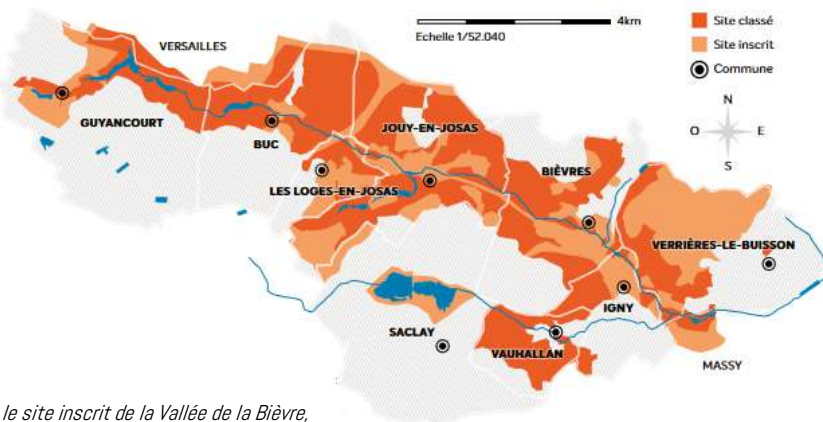 4km
Echelle 1/52.040
Site classé
Site inscrit
Commune
N
O
E
S
VERSAILLES
GUYANCOURT
BUC
JOUY-EN-JOSAS
LES LOGES-EN-JOSAS
BIÈVRES
VERRIÈRES-LE-BUISSON
IGNY
SACLAY
VAUHALLAN
MASSY
le site inscrit de la Vallée de la Bièvre,